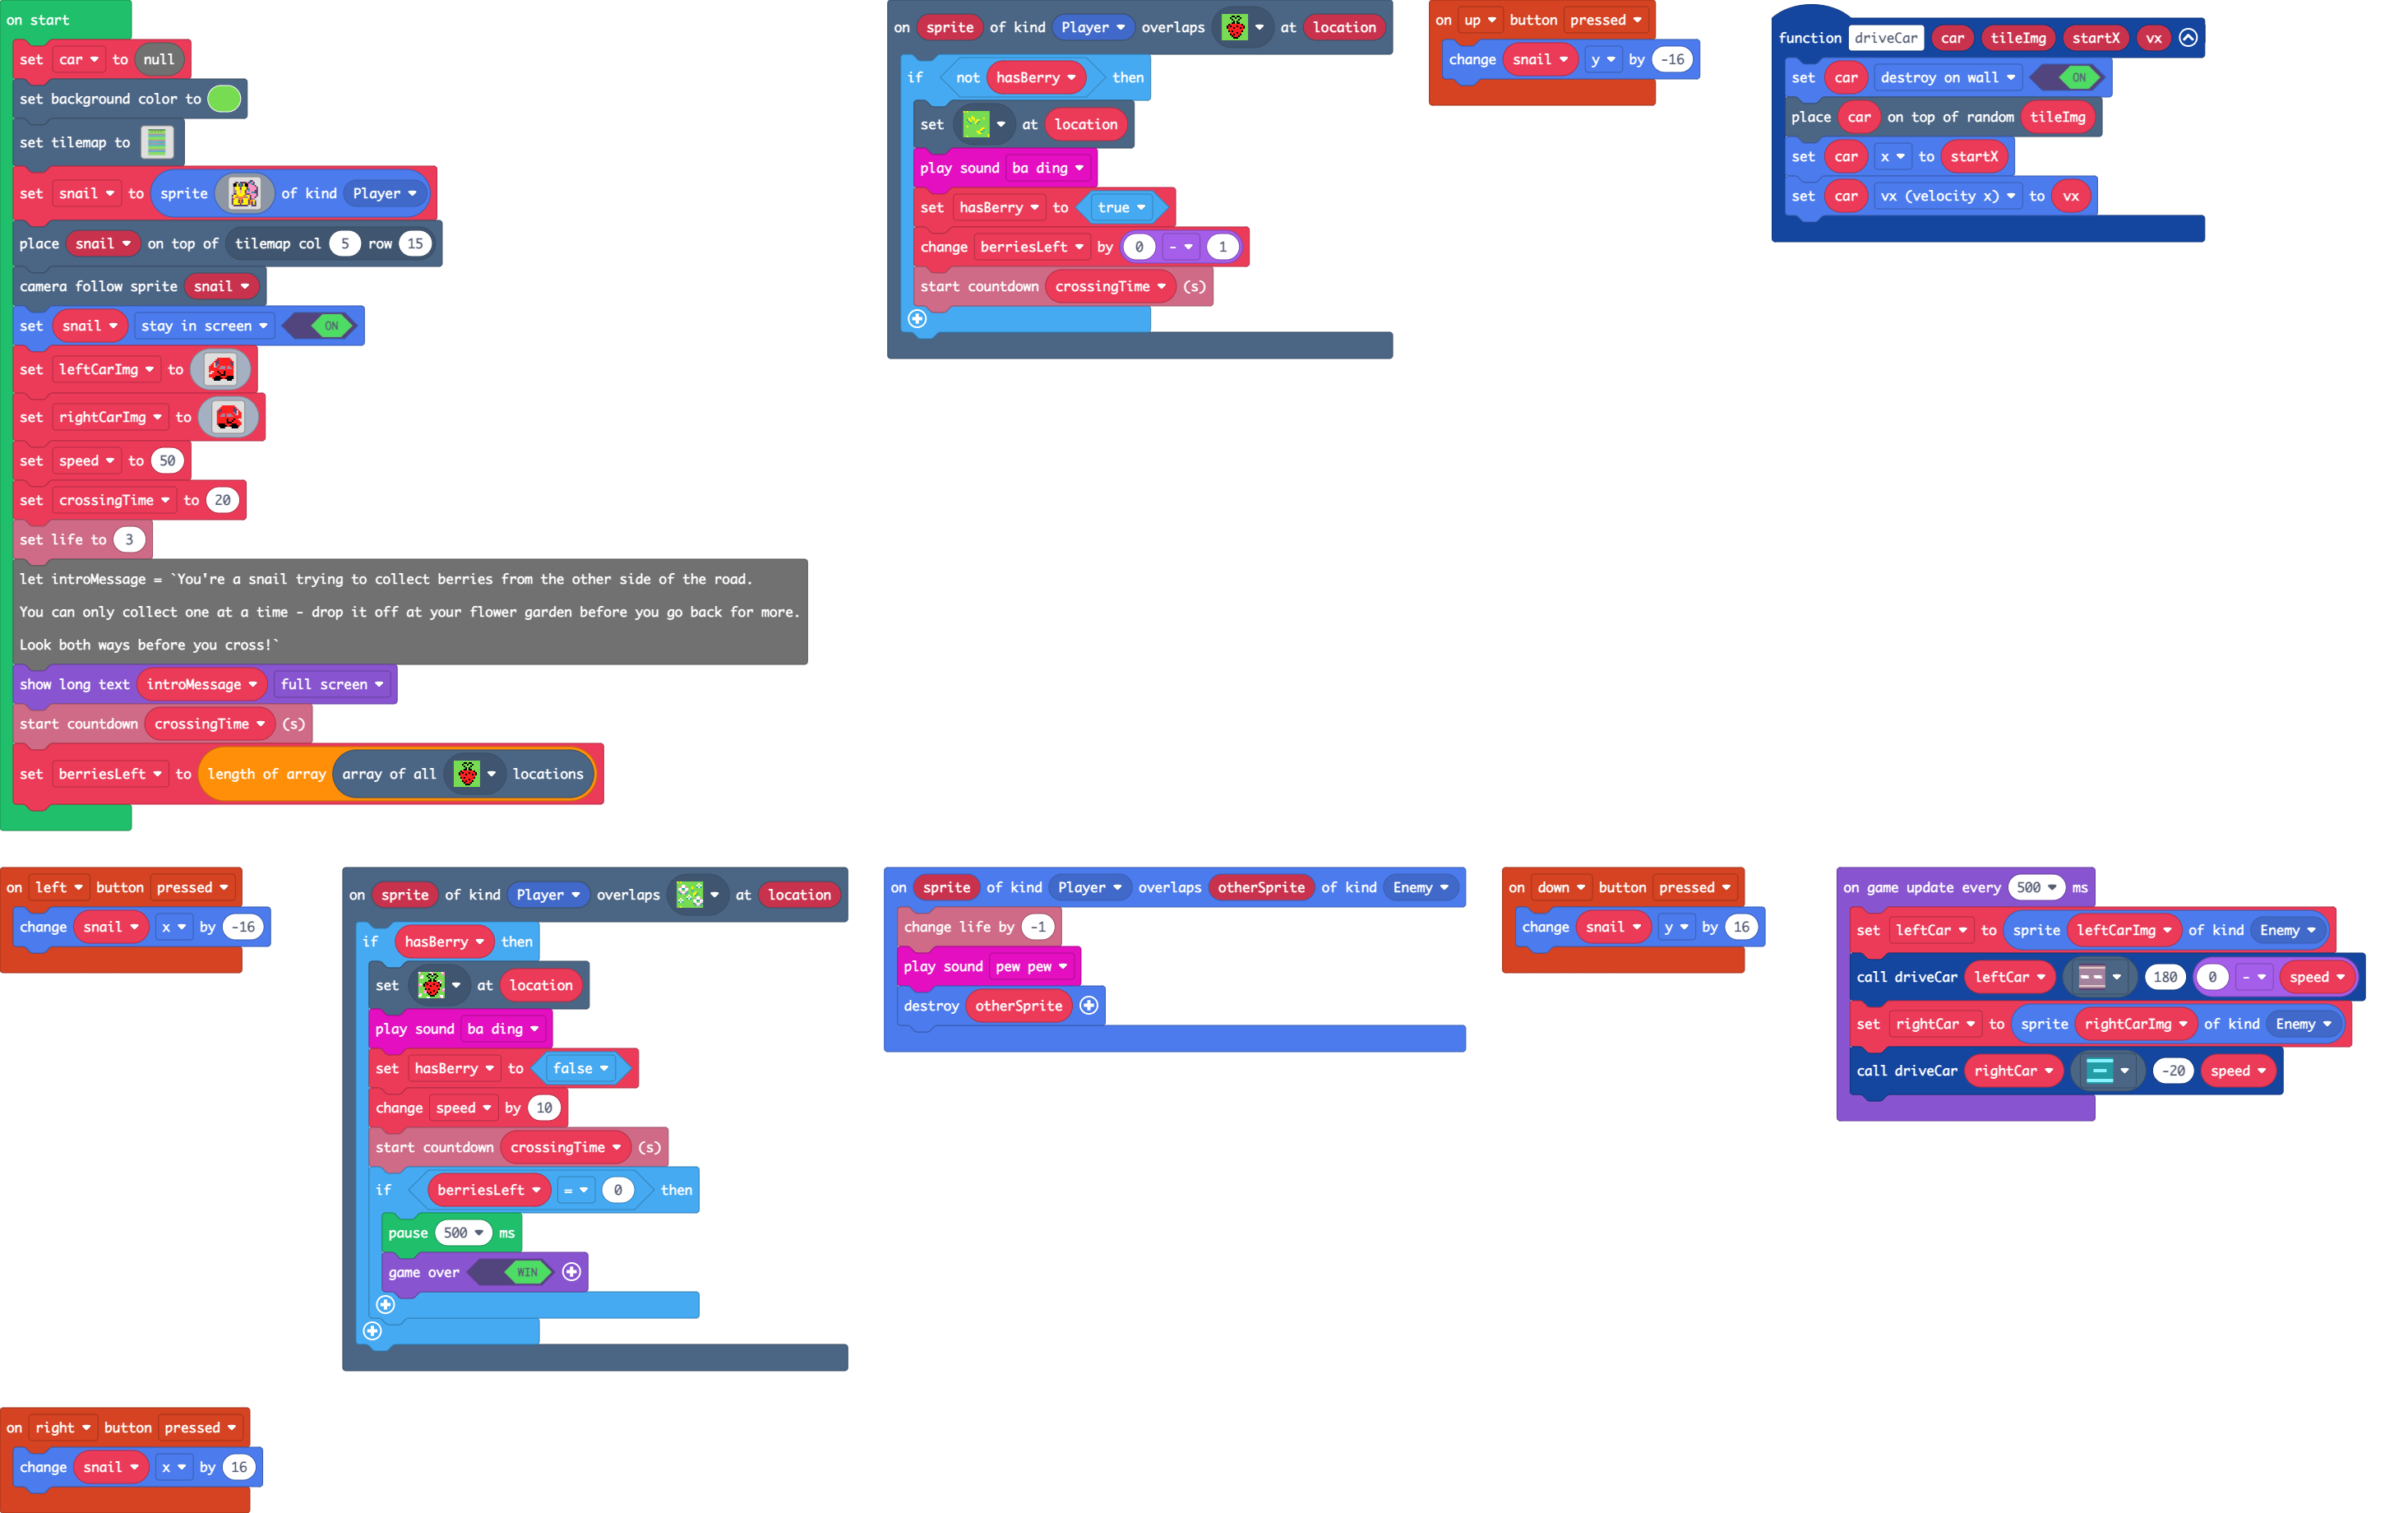 on start
set car to null
set background color to
set tilemap to
set snail to sprite of kind Player
place snail on top of tilemap col 5 row 15
camera follow sprite snail
set snail stay in screen ON
set leftCarImg to
set rightCarImg to
set speed to 50
set crossingTime to 20
set life to 3
let introMessage = `You're a snail trying to collect berries from the other side of the road.
You can only collect one at a time - drop it off at your flower garden before you go back for more.
Look both ways before you cross!`
show long text introMessage full screen
start countdown crossingTime (s)
set berriesLeft to length of array array of all locations
on sprite of kind Player overlaps at location
if not hasBerry then
set at location
play sound ba ding
set hasBerry to true
change berriesLeft by 0 - 1
start countdown crossingTime (s)
on up button pressed
change snail y by -16
function driveCar car tileImg startX vx
set car destroy on wall ON
place car on top of random tileImg
set car x to startX
set car vx (velocity x) to vx
on left button pressed
change snail x by -16
on sprite of kind Player overlaps at location
if hasBerry then
set at location
play sound ba ding
set hasBerry to false
change speed by 10
start countdown crossingTime (s)
if berriesLeft = 0 then
pause 500 ms
game over WIN
on sprite of kind Player overlaps otherSprite of kind Enemy
change life by -1
play sound pew pew
destroy otherSprite
on down button pressed
change snail y by 16
on game update every 500 ms
set leftCar to sprite leftCarImg of kind Enemy
call driveCar leftCar 180 0 - speed
set rightCar to sprite rightCarImg of kind Enemy
call driveCar rightCar -20 speed
on right button pressed
change snail x by 16